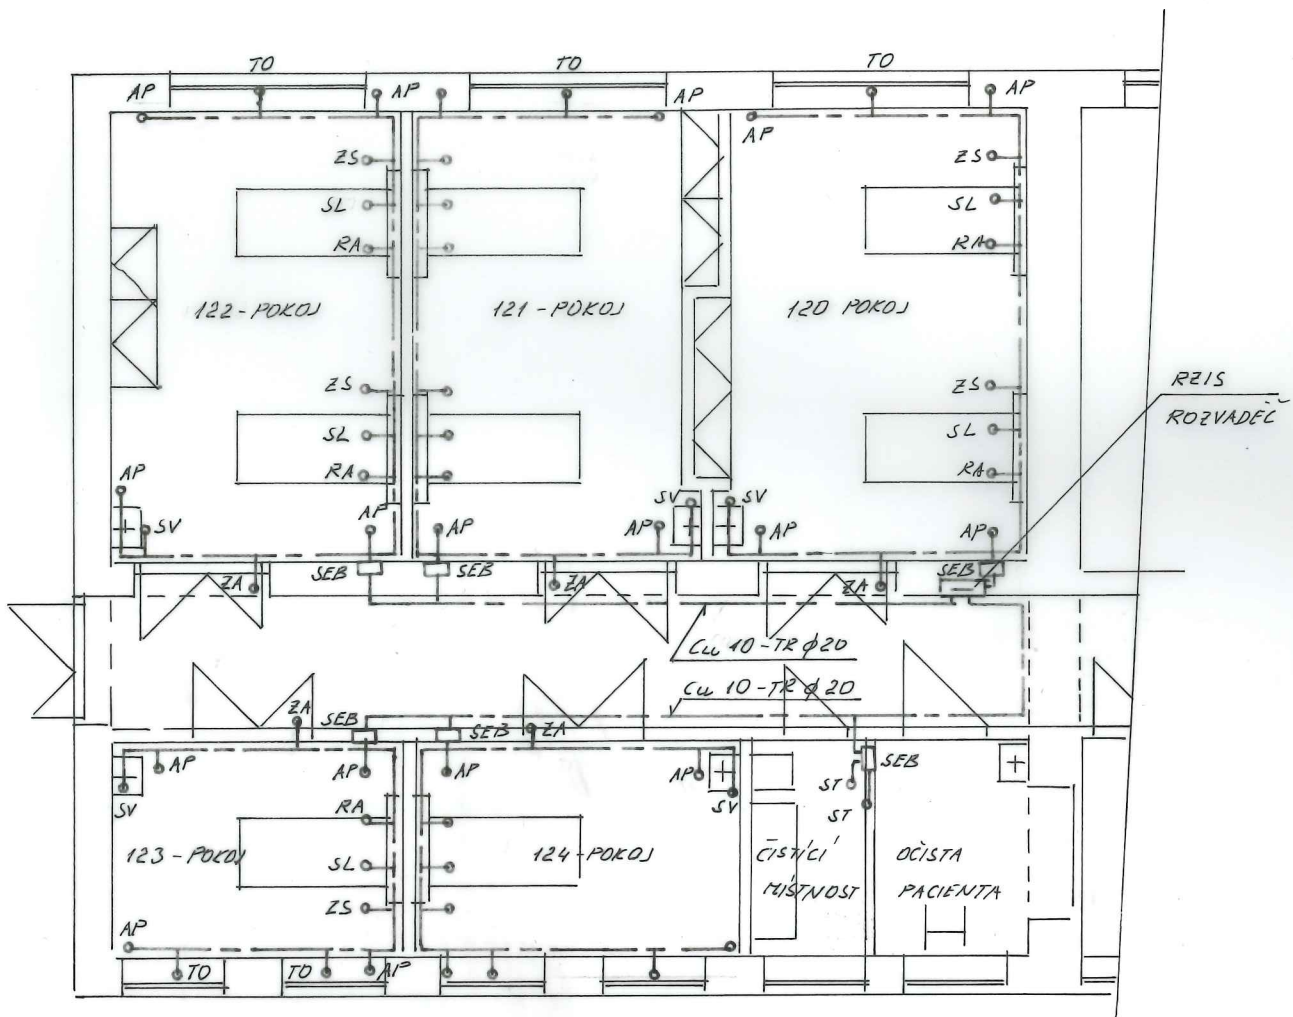 TO
TO
TO
AP
AP
AP
AP
AP
ZS
ZS
SL
SL
RA
RA
122-POKOJ
121-POKOJ
120 POKOJ
RZIS
ROZVADĚČ
ZS
ZS
SL
SL
RA
RA
AP
SV
AP
AP
AP
SV
SV
AP
AP
SEB
SEB
SEB
ZA
ZA
ZA
Cu 10-TR ϕ20
Cu 10-TR ϕ20
ZA
SEB
SEB
ZA
SEB
AP
AP
AP
AP
SV
SV
ST
ST
RA
123-POKOJ
124-POKOJ
ČISTÍCÍ
MÍSTNOST
OČISTA
PACIENTA
SL
ZS
AP
TO
TO
AP